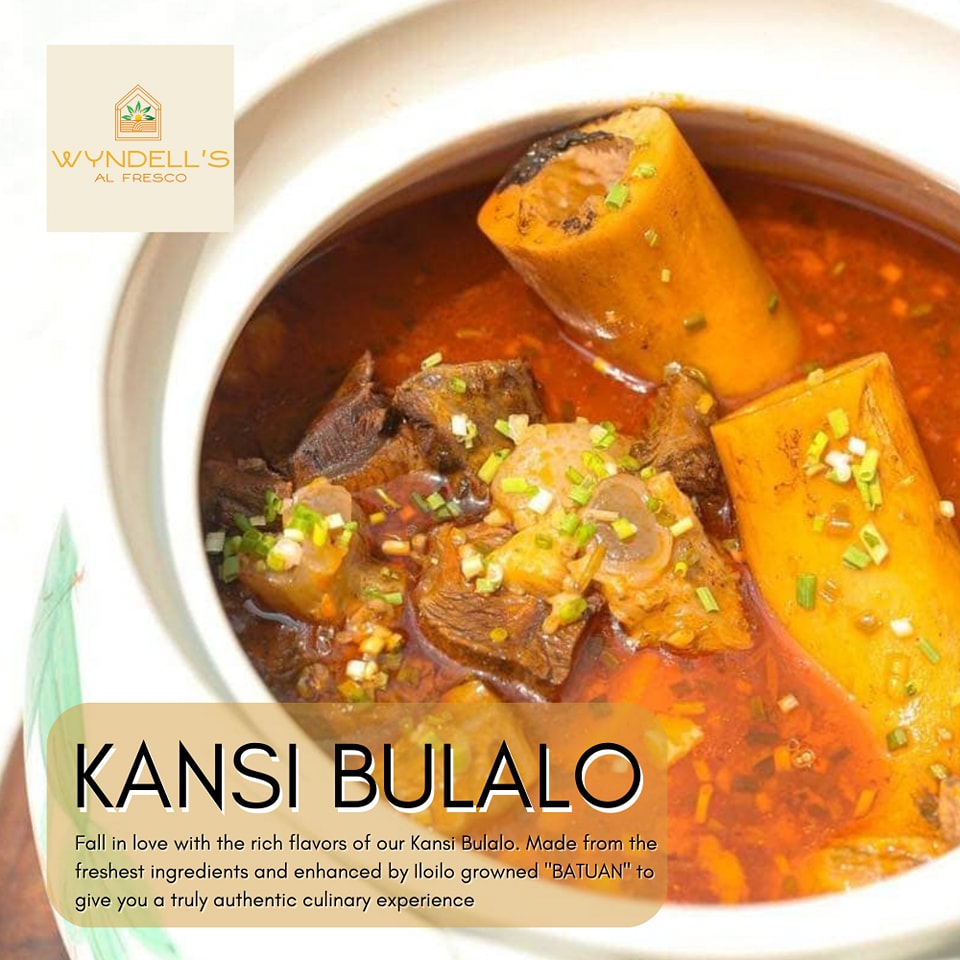 WYNDELL'S
AL FRESCO
KANSI BULALO
Fall in love with the rich flavors of our Kansi Bulalo. Made from the
freshest ingredients and enhanced by Iloilo growned "BATUAN" to
give you a truly authentic culinary experience